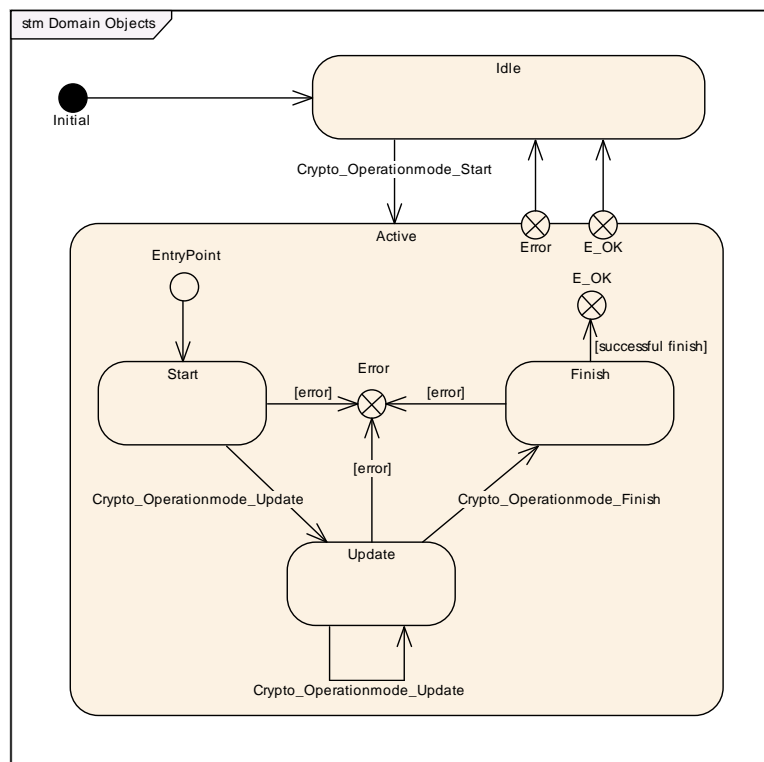 stm Domain Objects
Idle
Initial
Crypto_Operationmode_Start
Active
Error
E_OK
EntryPoint
E_OK
[successful finish]
Start
Error
Finish
[error]
[error]
[error]
Crypto_Operationmode_Update
Crypto_Operationmode_Finish
Update
Crypto_Operationmode_Update